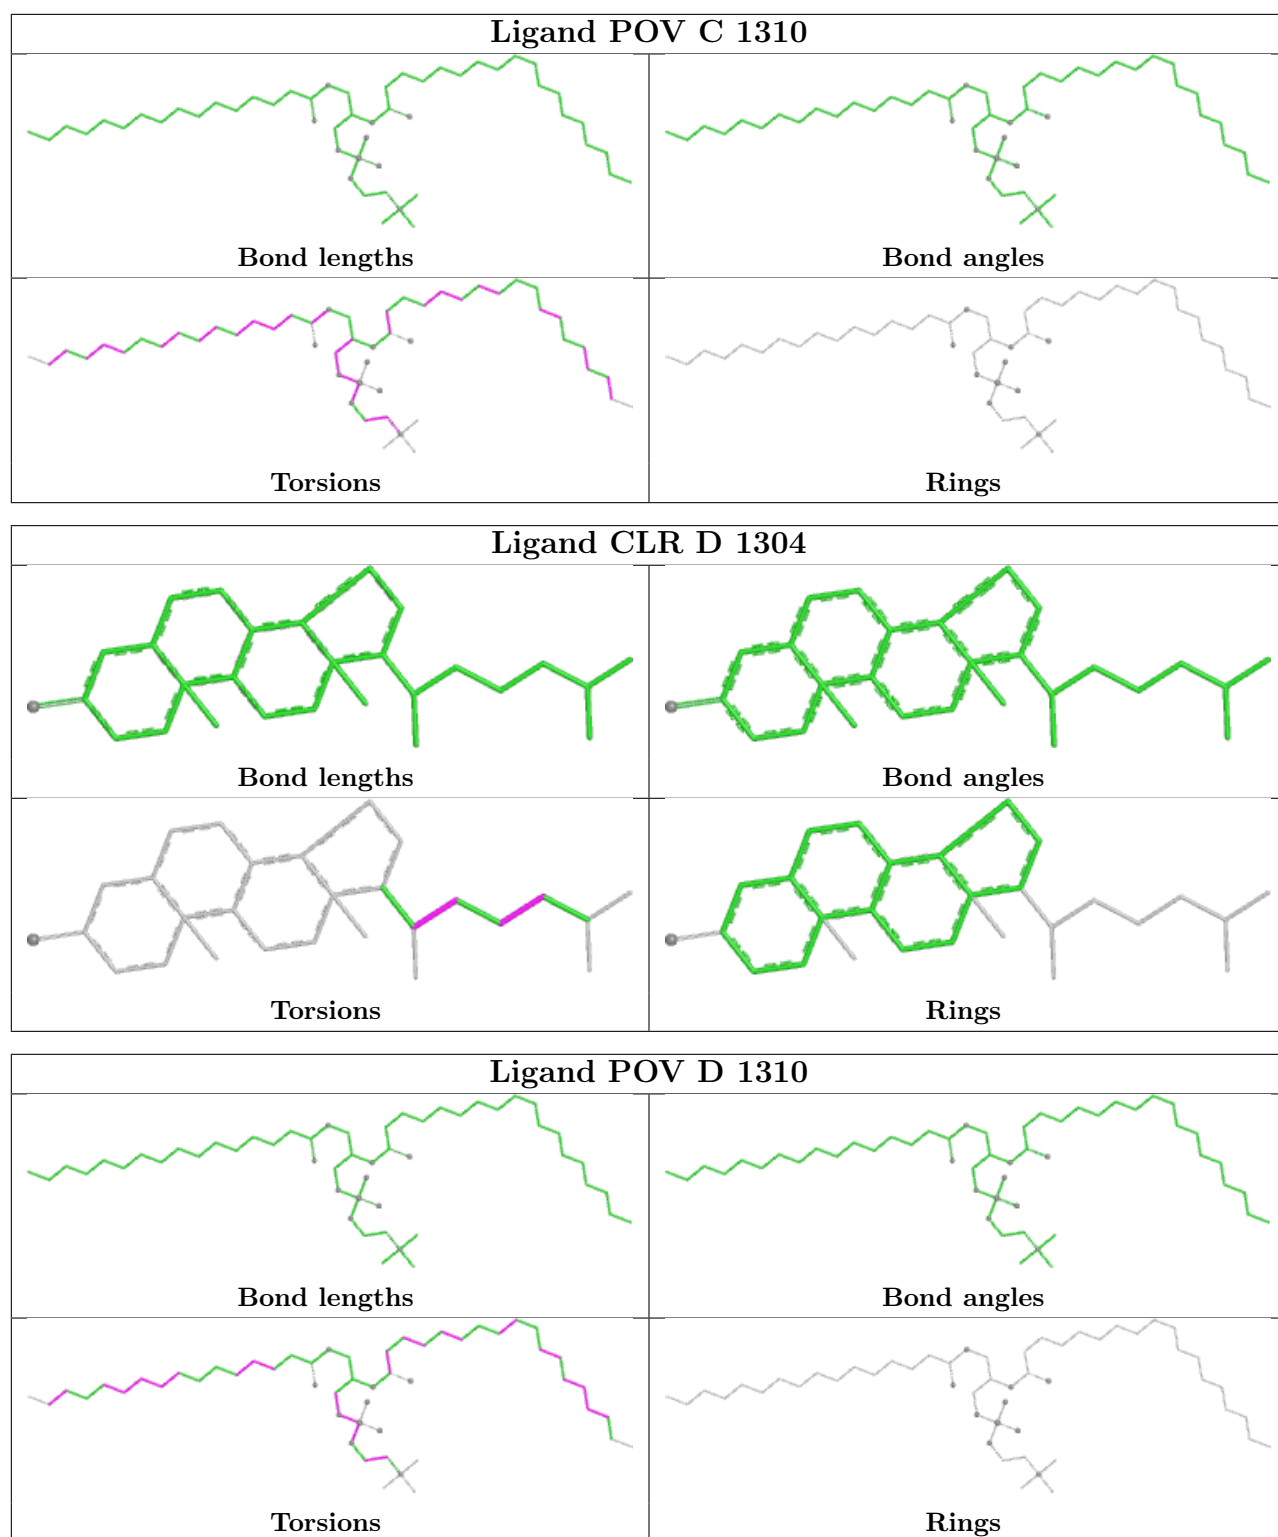 Ligand POV C 1310
Bond lengths
Bond angles
Torsions
Rings
Ligand CLR D 1304
Bond lengths
Bond angles
Torsions
Rings
Ligand POV D 1310
Bond lengths
Bond angles
Torsions
Rings